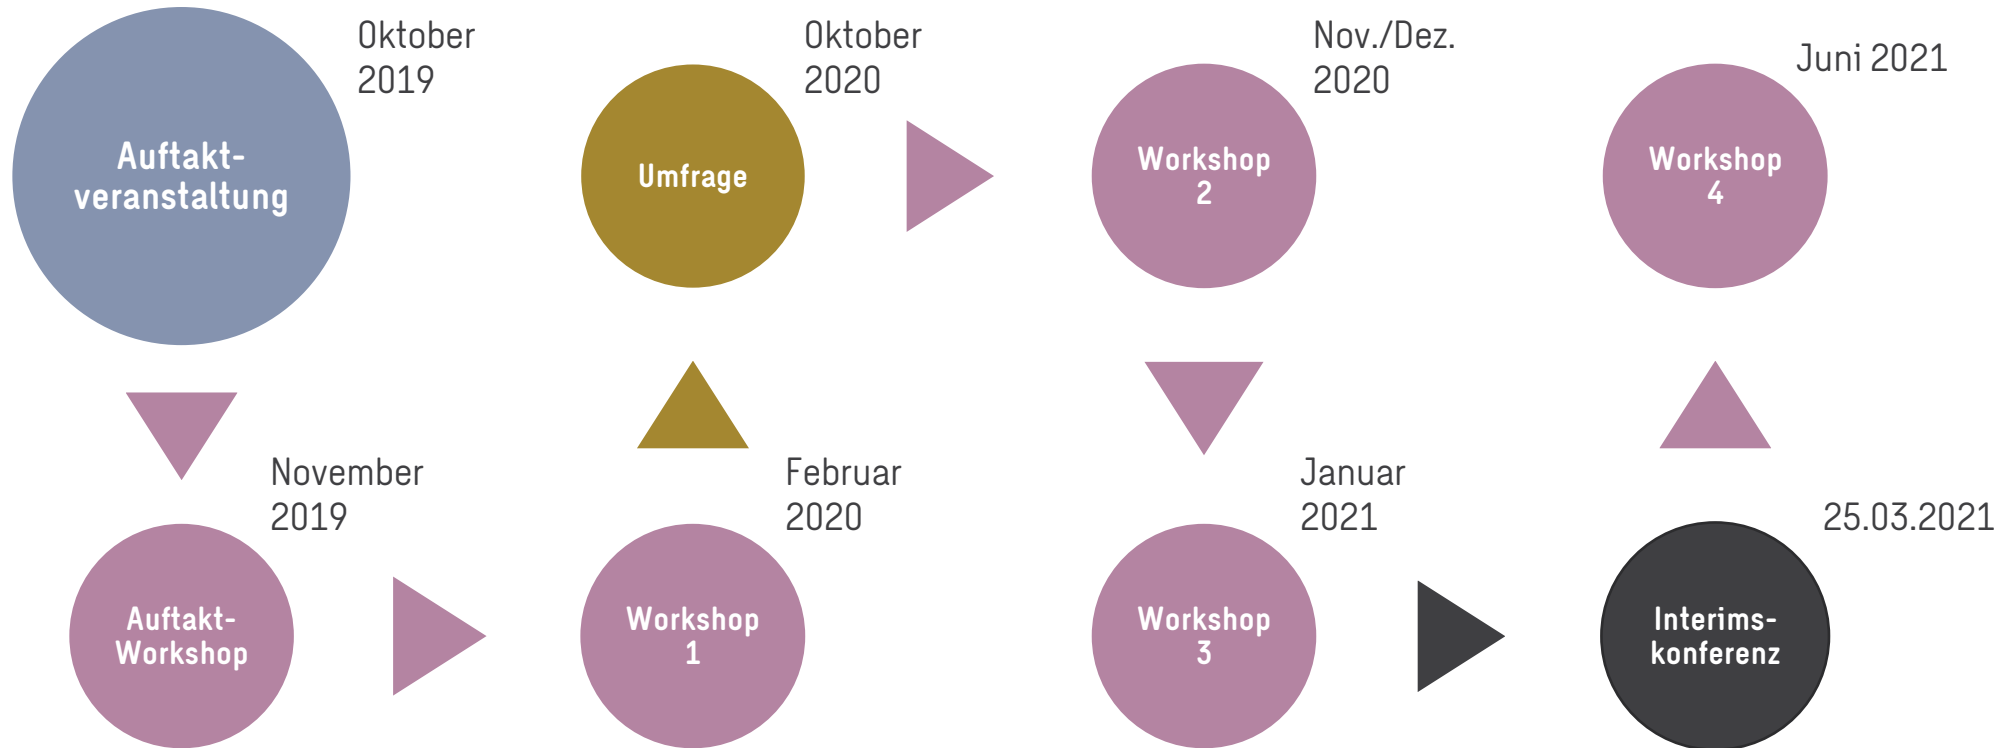 Auftakt-
veranstaltung
Oktober
2019
Auftakt-
Workshop
November
2019
Workshop
1
Februar
2020
Umfrage
Oktober
2020
Workshop
2
Nov./Dez.
2020
Workshop
3
Januar
2021
Interims-
konferenz
25.03.2021
Workshop
4
Juni 2021